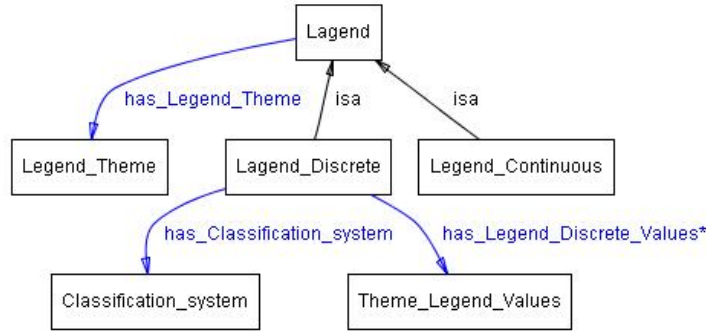 Lagend
has_Legend_Theme
isa
isa
Legend_Theme
Lagend_Discrete
Legend_Continuous
has_Classification_system
has_Legend_Discrete_Values*
Classification_system
Theme_Legend_Values